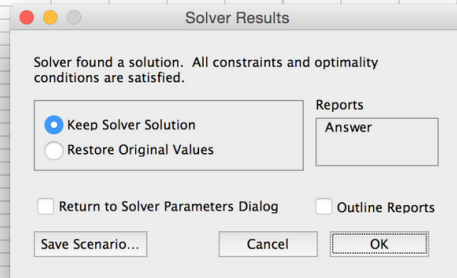 Solver Results
Solver found a solution.  All constraints and optimality
conditions are satisfied.
Reports
Answer
Keep Solver Solution
Restore Original Values
Return to Solver Parameters Dialog
Outline Reports
Save Scenario...
Cancel
OK